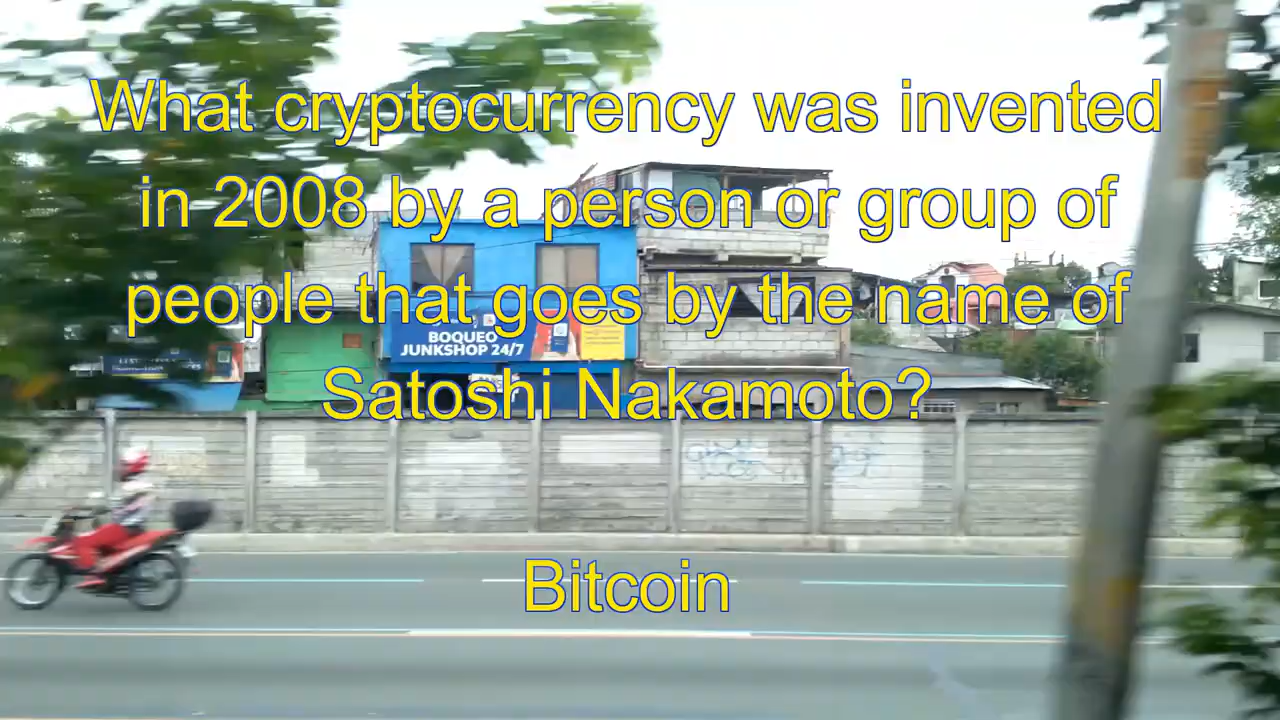 What cryptocurrency was invented
in 2008 by a person or group of
people that goes by the name of
Satoshi Nakamoto?
BOQUEO
JUNKSHOP 24/7
Bitcoin